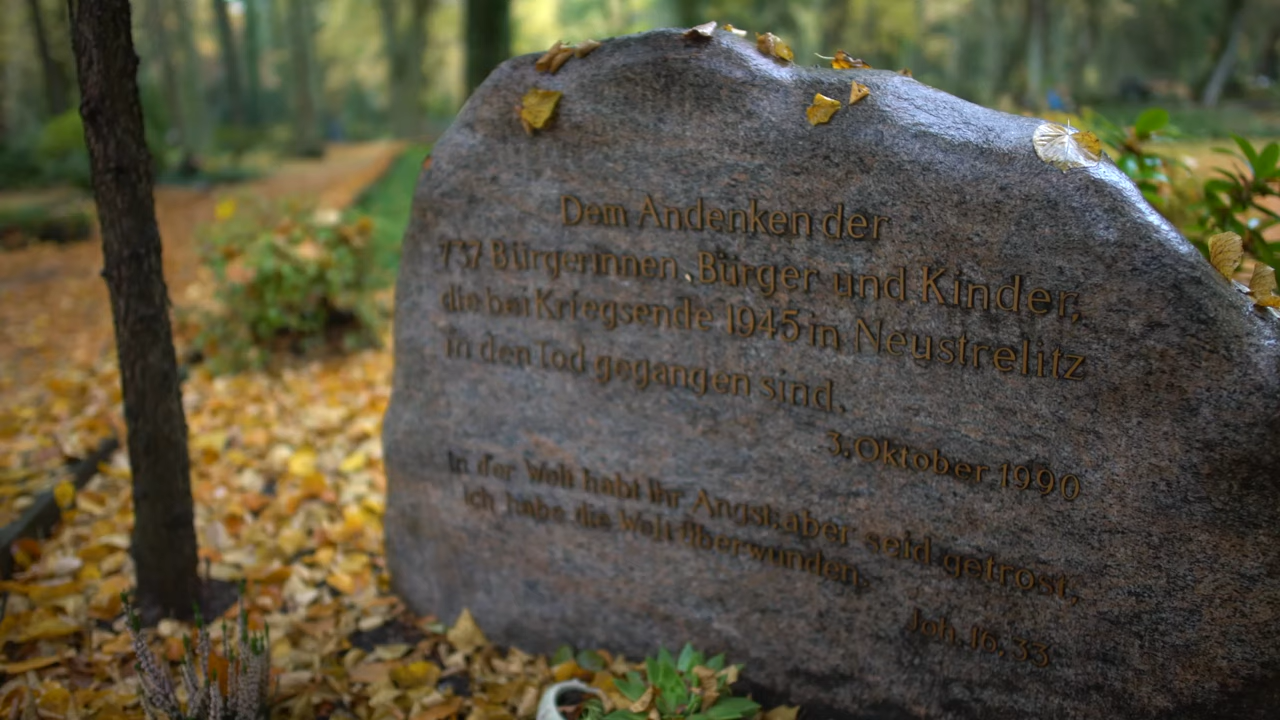 Dem Andenken der
737 Bürgerinnen, Bürger und Kinder,
die bei Kriegsende 1945 in Neustrelitz
in den Tod gegangen sind.
3. Oktober 1990
In der Welt habt ihr Angst, aber seid getrost,
ich habe die Welt überwunden.
Joh. 16, 33